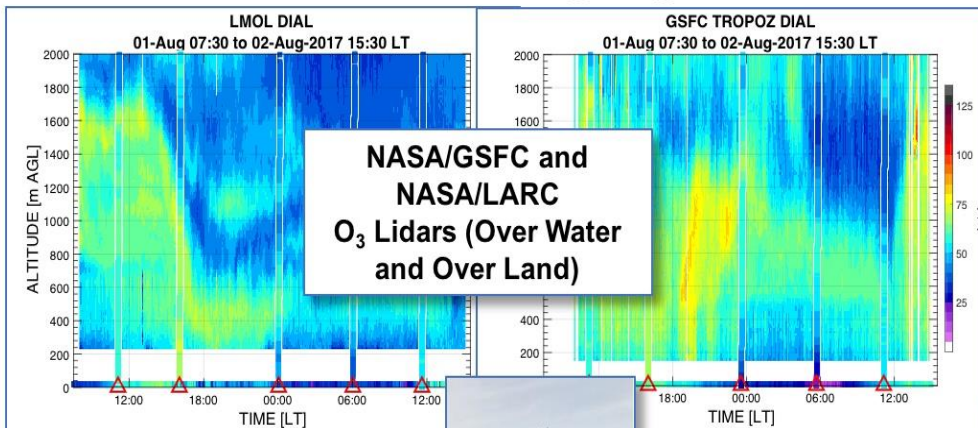 LMOL DIAL
01-Aug 07:30 to 02-Aug-2017 15:30 LT
2000
1800
1600
1400
1200
1000
800
600
400
200
0
ALTITUDE [m AGL]
12:00 18:00 00:00 06:00 12:00
TIME [LT]
NASA/GSFC and
NASA/LARC
O₃ Lidars (Over Water
and Over Land)
GSFC TROPOZ DIAL
01-Aug 07:30 to 02-Aug-2017 15:30 LT
2000
1800
1600
400
200
18:00 00:00 06:00 12:00
TIME [LT]
125
100
75
50
25